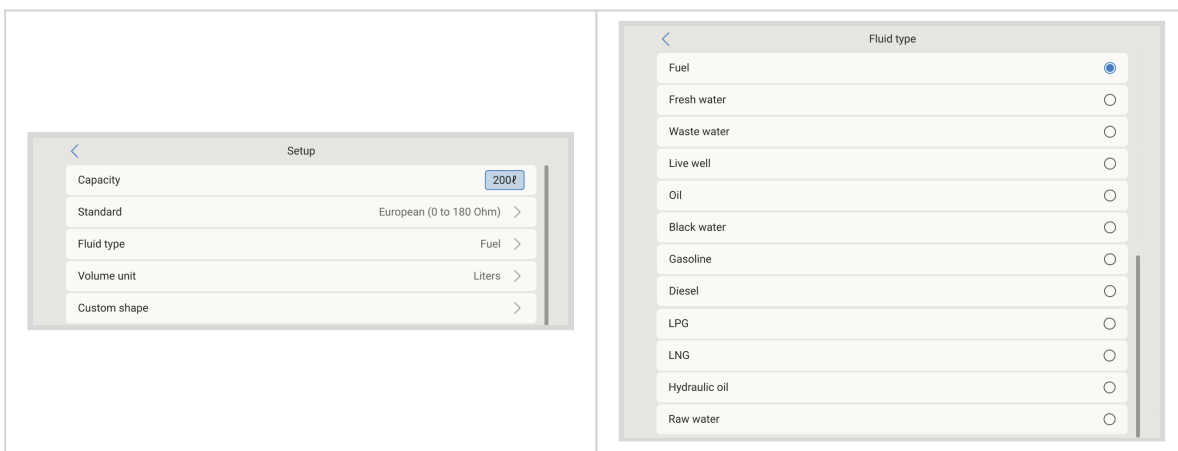 Setup
Capacity 200ℓ
Standard European (0 to 180 Ohm)
Fluid type Fuel
Volume unit Liters
Custom shape
Fluid type
Fuel
Fresh water
Waste water
Live well
Oil
Black water
Gasoline
Diesel
LPG
LNG
Hydraulic oil
Raw water